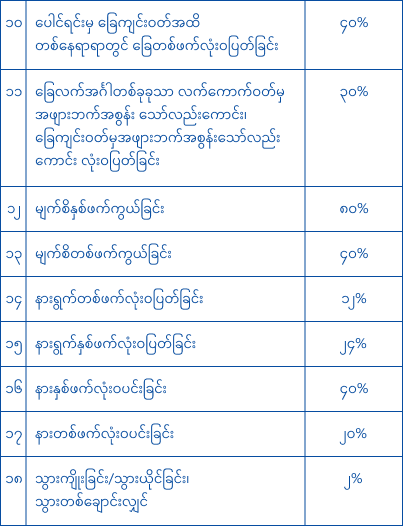 ၁၀ ပေါင်ရင်းမှ ခြေကျင်းဝတ်အထိ ၄၀%
တစ်နေရာရာတွင် ခြေတစ်ဖက်လုံးဝပြတ်ခြင်း
၁၁ ခြေလက်အင်္ဂါတစ်ခုခုသာ လက်ကောက်ဝတ်မှ ၃၀%
အဖျားဘက်အစွန်း သော်လည်းကောင်း၊
ခြေကျင်းဝတ်မှအဖျားဘက်အစွန်းသော်လည်း
ကောင်း လုံးဝပြတ်ခြင်း
၁၂ မျက်စိနှစ်ဖက်ကွယ်ခြင်း ၈၀%
၁၃ မျက်စိတစ်ဖက်ကွယ်ခြင်း ၄၀%
၁၄ နားရွက်တစ်ဖက်လုံးဝပြတ်ခြင်း ၁၂%
၁၅ နားရွက်နှစ်ဖက်လုံးဝပြတ်ခြင်း ၂၄%
၁၆ နားနှစ်ဖက်လုံးဝပင်းခြင်း ၄၀%
၁၇ နားတစ်ဖက်လုံးဝပင်းခြင်း ၂၀%
၁၈ သွားကျိုးခြင်း/သွားယိုင်ခြင်း၊ ၂%
သွားတစ်ချောင်းလျှင်